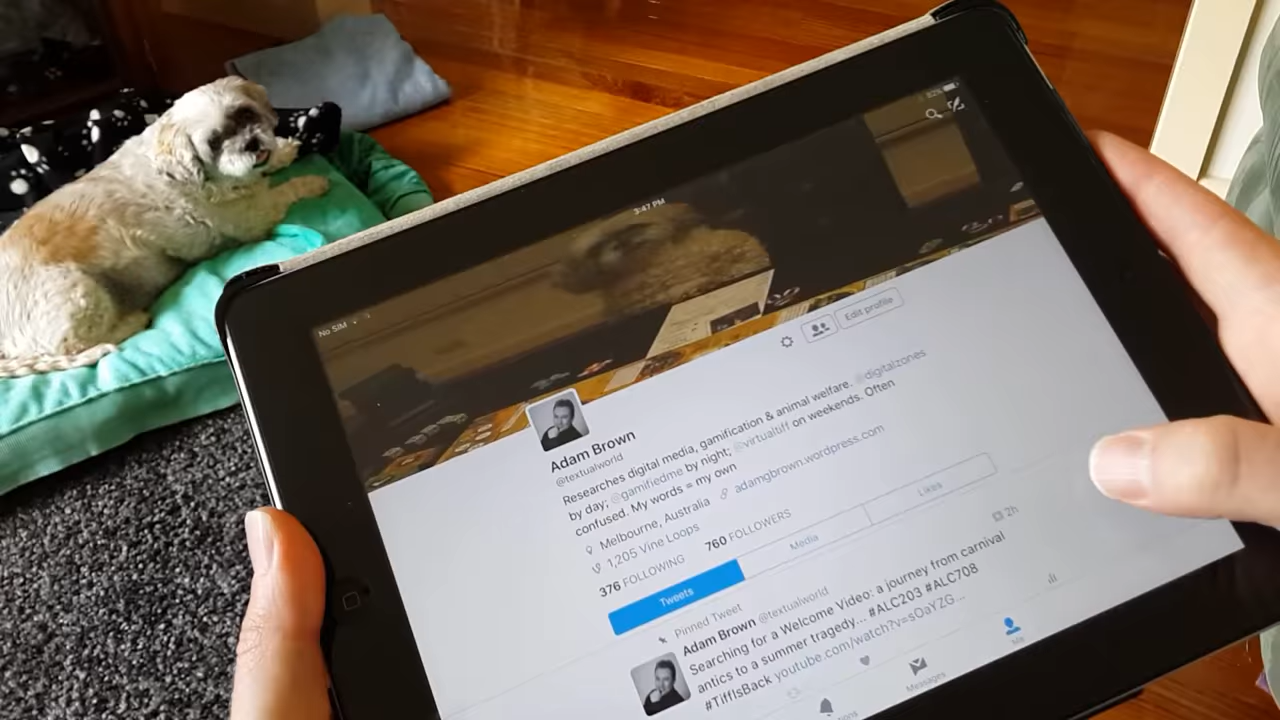 82%
3:47 PM
No SIM
Edit profile
Adam Brown
@textualworld
Researches digital media, gamification & animal welfare. @digitalzones
by day; @gamifiedme by night; @virtualtiff on weekends. Often
confused. My words = my own
Melbourne, Australia adamgbrown.wordpress.com
1,205 Vine Loops
376 FOLLOWING 760 FOLLOWERS
Tweets Media Likes
Pinned Tweet
Adam Brown @textualworld 2h
Searching for a Welcome Video: a journey from carnival
antics to a summer tragedy... #ALC203 #ALC708
#TiffIsBack youtube.com/watch?v=sOaYZG...
Messages Me